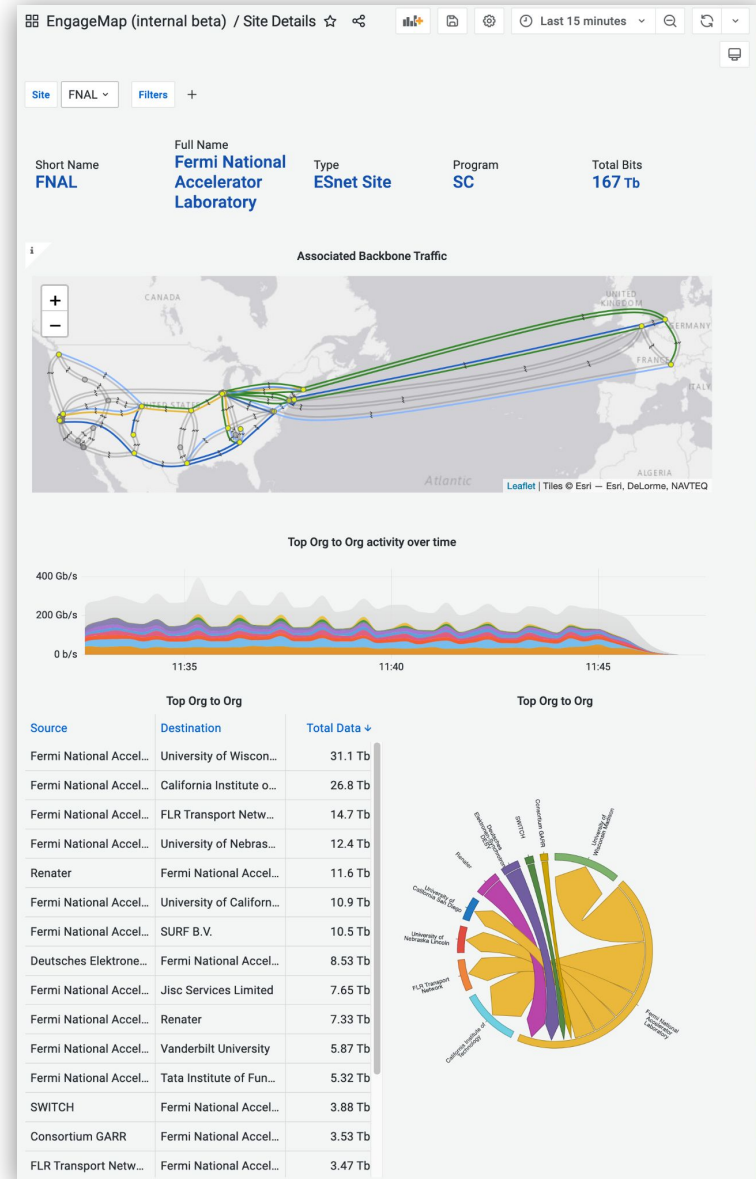 EngageMap (internal beta) / Site Details
Last 15 minutes
Site
FNAL
Filters
+
Short Name
FNAL
Full Name
Fermi National
Accelerator
Laboratory
Type
ESnet Site
Program
SC
Total Bits
167 Tb
i
Associated Backbone Traffic
+
−
CANADA
UNITED
KINGDOM
GERMANY
FRANCE
ITALY
UNITED STATES
Atlantic
ALGERIA
Leaflet | Tiles © Esri — Esri, DeLorme, NAVTEQ
Top Org to Org activity over time
400 Gb/s
200 Gb/s
0 b/s
11:35
11:40
11:45
Top Org to Org
Source Destination Total Data ↓
Fermi National Accel... University of Wiscon... 31.1 Tb
Fermi National Accel... California Institute o... 26.8 Tb
Fermi National Accel... FLR Transport Netw... 14.7 Tb
Fermi National Accel... University of Nebras... 12.4 Tb
Renater Fermi National Accel... 11.6 Tb
Fermi National Accel... University of Californ... 10.9 Tb
Fermi National Accel... SURF B.V. 10.5 Tb
Deutsches Elektrone... Fermi National Accel... 8.53 Tb
Fermi National Accel... Jisc Services Limited 7.65 Tb
Fermi National Accel... Renater 7.33 Tb
Fermi National Accel... Vanderbilt University 5.87 Tb
Fermi National Accel... Tata Institute of Fun... 5.32 Tb
SWITCH Fermi National Accel... 3.88 Tb
Consortium GARR Fermi National Accel... 3.53 Tb
FLR Transport Netw... Fermi National Accel... 3.47 Tb
Top Org to Org
Consortium GARR
SWITCH
Deutsches
DESY
Renater
University of
California San Diego
University of
Nebraska Lincoln
FLR Transport
Network
California Institute of
Technology
University of
Wisconsin Madison
Fermi National
Accelerator
Laboratory